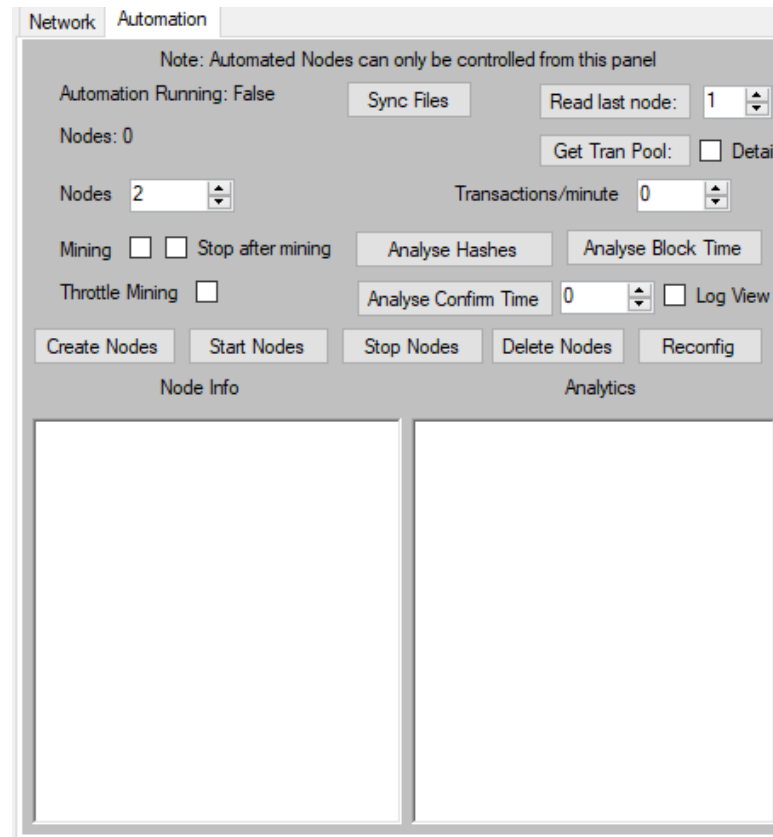 Network Automation
Note: Automated Nodes can only be controlled from this panel
Automation Running: False Sync Files Read last node: 1
Nodes: 0
Get Tran Pool:
Nodes 2 Transactions/minute 0
Mining Stop after mining Analyse Hashes Analyse Block Time
Throttle Mining Analyse Confirm Time 0 Log View
Create Nodes Start Nodes Stop Nodes Delete Nodes Reconfig
Node Info Analytics